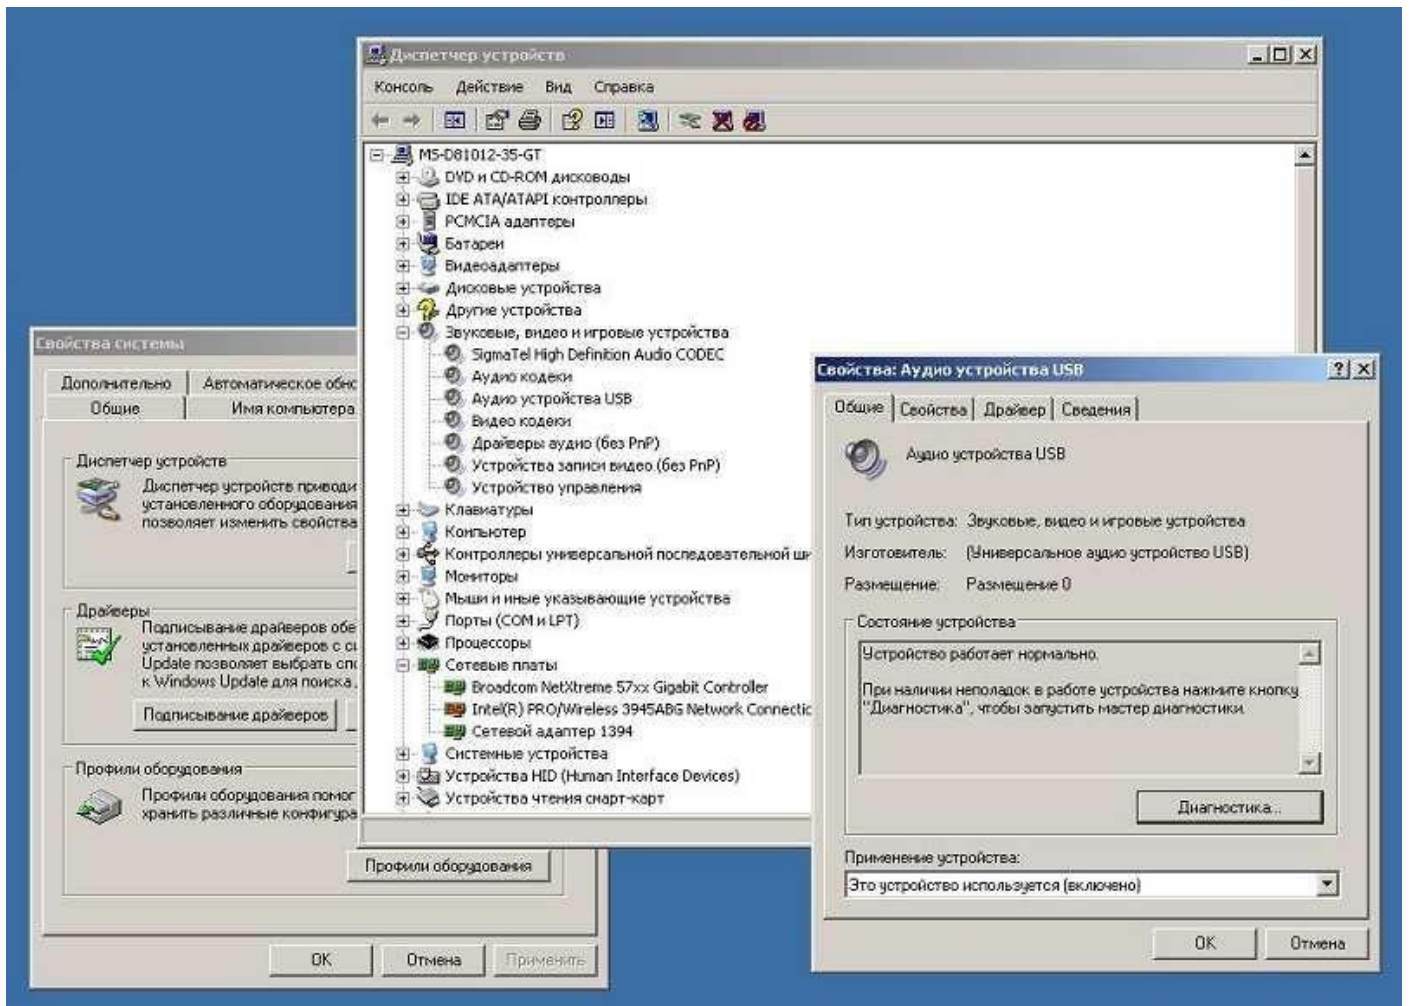 Диспетчер устройств
Консоль Действие Вид Справка
MS-D81012-35-GT
DVD и CD-ROM дисководы
IDE ATA/ATAPI контроллеры
PCMCIA адаптеры
Батареи
Видеоадаптеры
Дисковые устройства
Другие устройства
Звуковые, видео и игровые устройства
SigmaTel High Definition Audio CODEC
Аудио кодеки
Аудио устройства USB
Видео кодеки
Драйверы аудио (без PnP)
Устройства записи видео (без PnP)
Устройство управления
Клавиатуры
Компьютер
Контроллеры универсальной последовательной ши
Мониторы
Мыши и иные указывающие устройства
Порты (COM и LPT)
Процессоры
Сетевые платы
Broadcom NetXtreme 57xx Gigabit Controller
Intel(R) PRO/Wireless 3945ABG Network Connectic
Сетевой адаптер 1394
Системные устройства
Устройства HID (Human Interface Devices)
Устройства чтения смарт-карт
Свойства системы
Дополнительно Автоматическое обнс
Общие Имя компьютера
Диспетчер устройств
Диспетчер устройств приводи
установленного оборудования
позволяет изменить свойства
Драйверы
Подписывание драйверов обе
установленных драйверов с си
Update позволяет выбрать спс
к Windows Update для поиска
Подписывание драйверов
Профили оборудования
Профили оборудования помог
хранить различные конфигура
Профили оборудования
OK Отмена Применить
Свойства: Аудио устройства USB
Общие Свойства Драйвер Сведения
Аудио устройства USB
Тип устройства: Звуковые, видео и игровые устройства
Изготовитель: (Универсальное аудио устройство USB)
Размещение: Размещение 0
Состояние устройства
Устройство работает нормально.
При наличии неполадок в работе устройства нажмите кнопку
"Диагностика", чтобы запустить мастер диагностики.
Диагностика...
Применение устройства:
Это устройство используется (включено)
OK Отмена